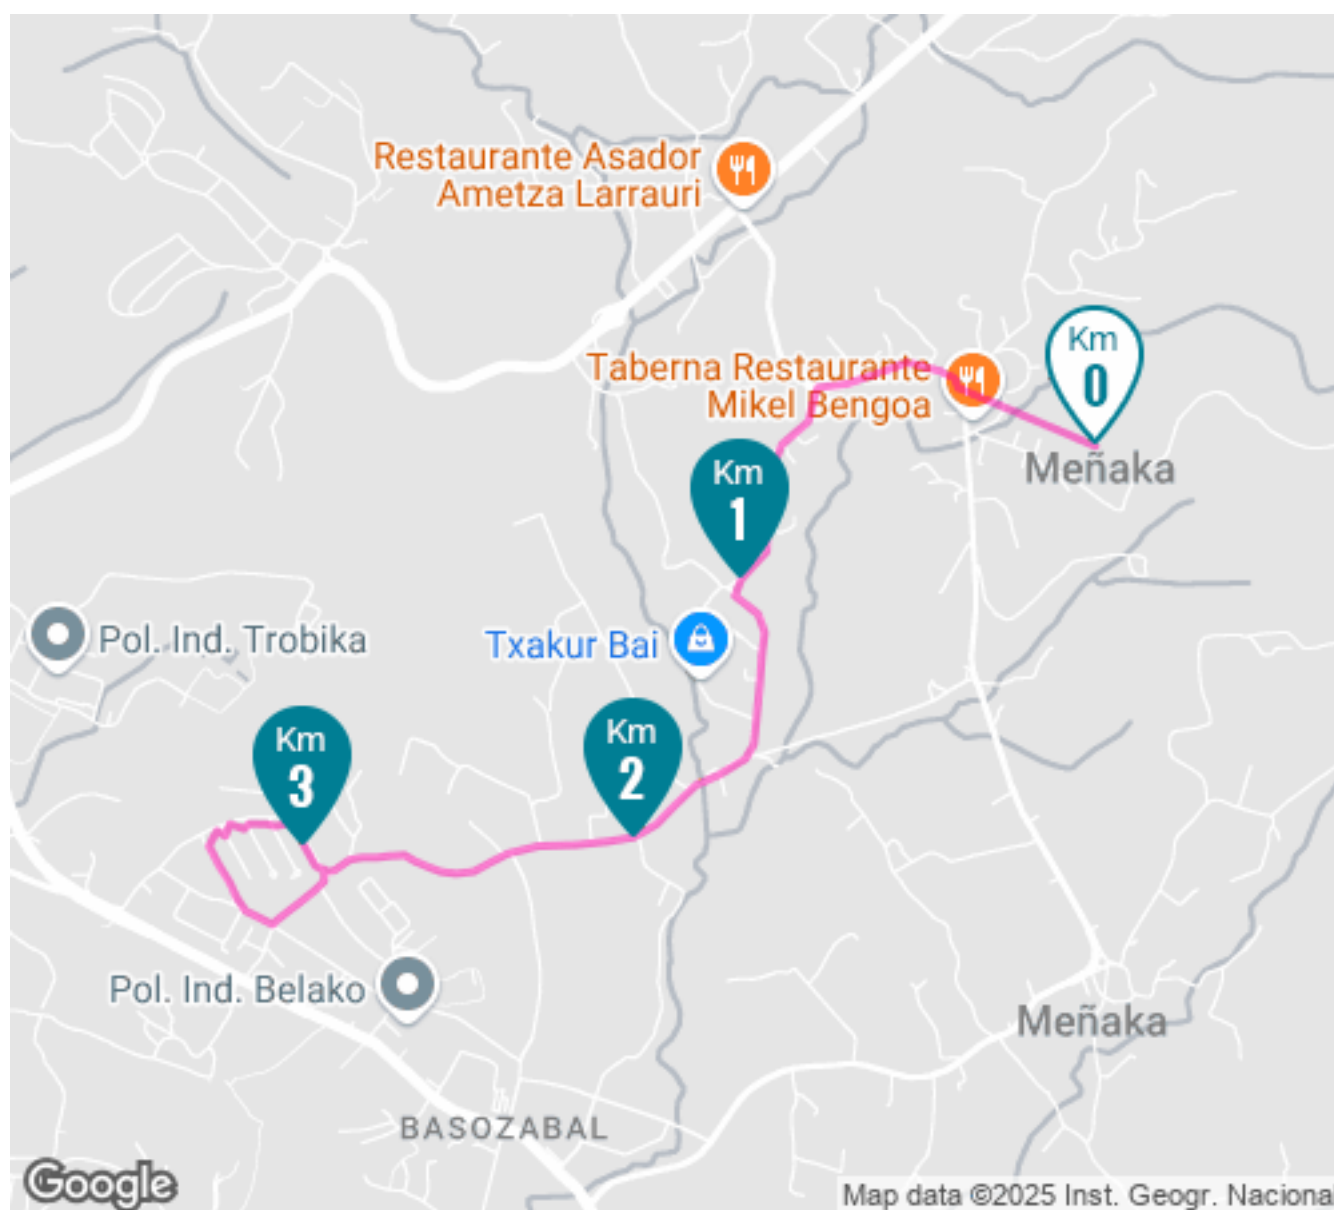 Restaurante Asador
Ametza Larrauri
Km
0
Taberna Restaurante
Mikel Bengoa
Meñaka
Km
1
Pol. Ind. Trobika
Txakur Bai
Km
2
Km
3
Pol. Ind. Belako
Meñaka
BASOZABAL
Google
Map data ©2025 Inst. Geogr. Naciona